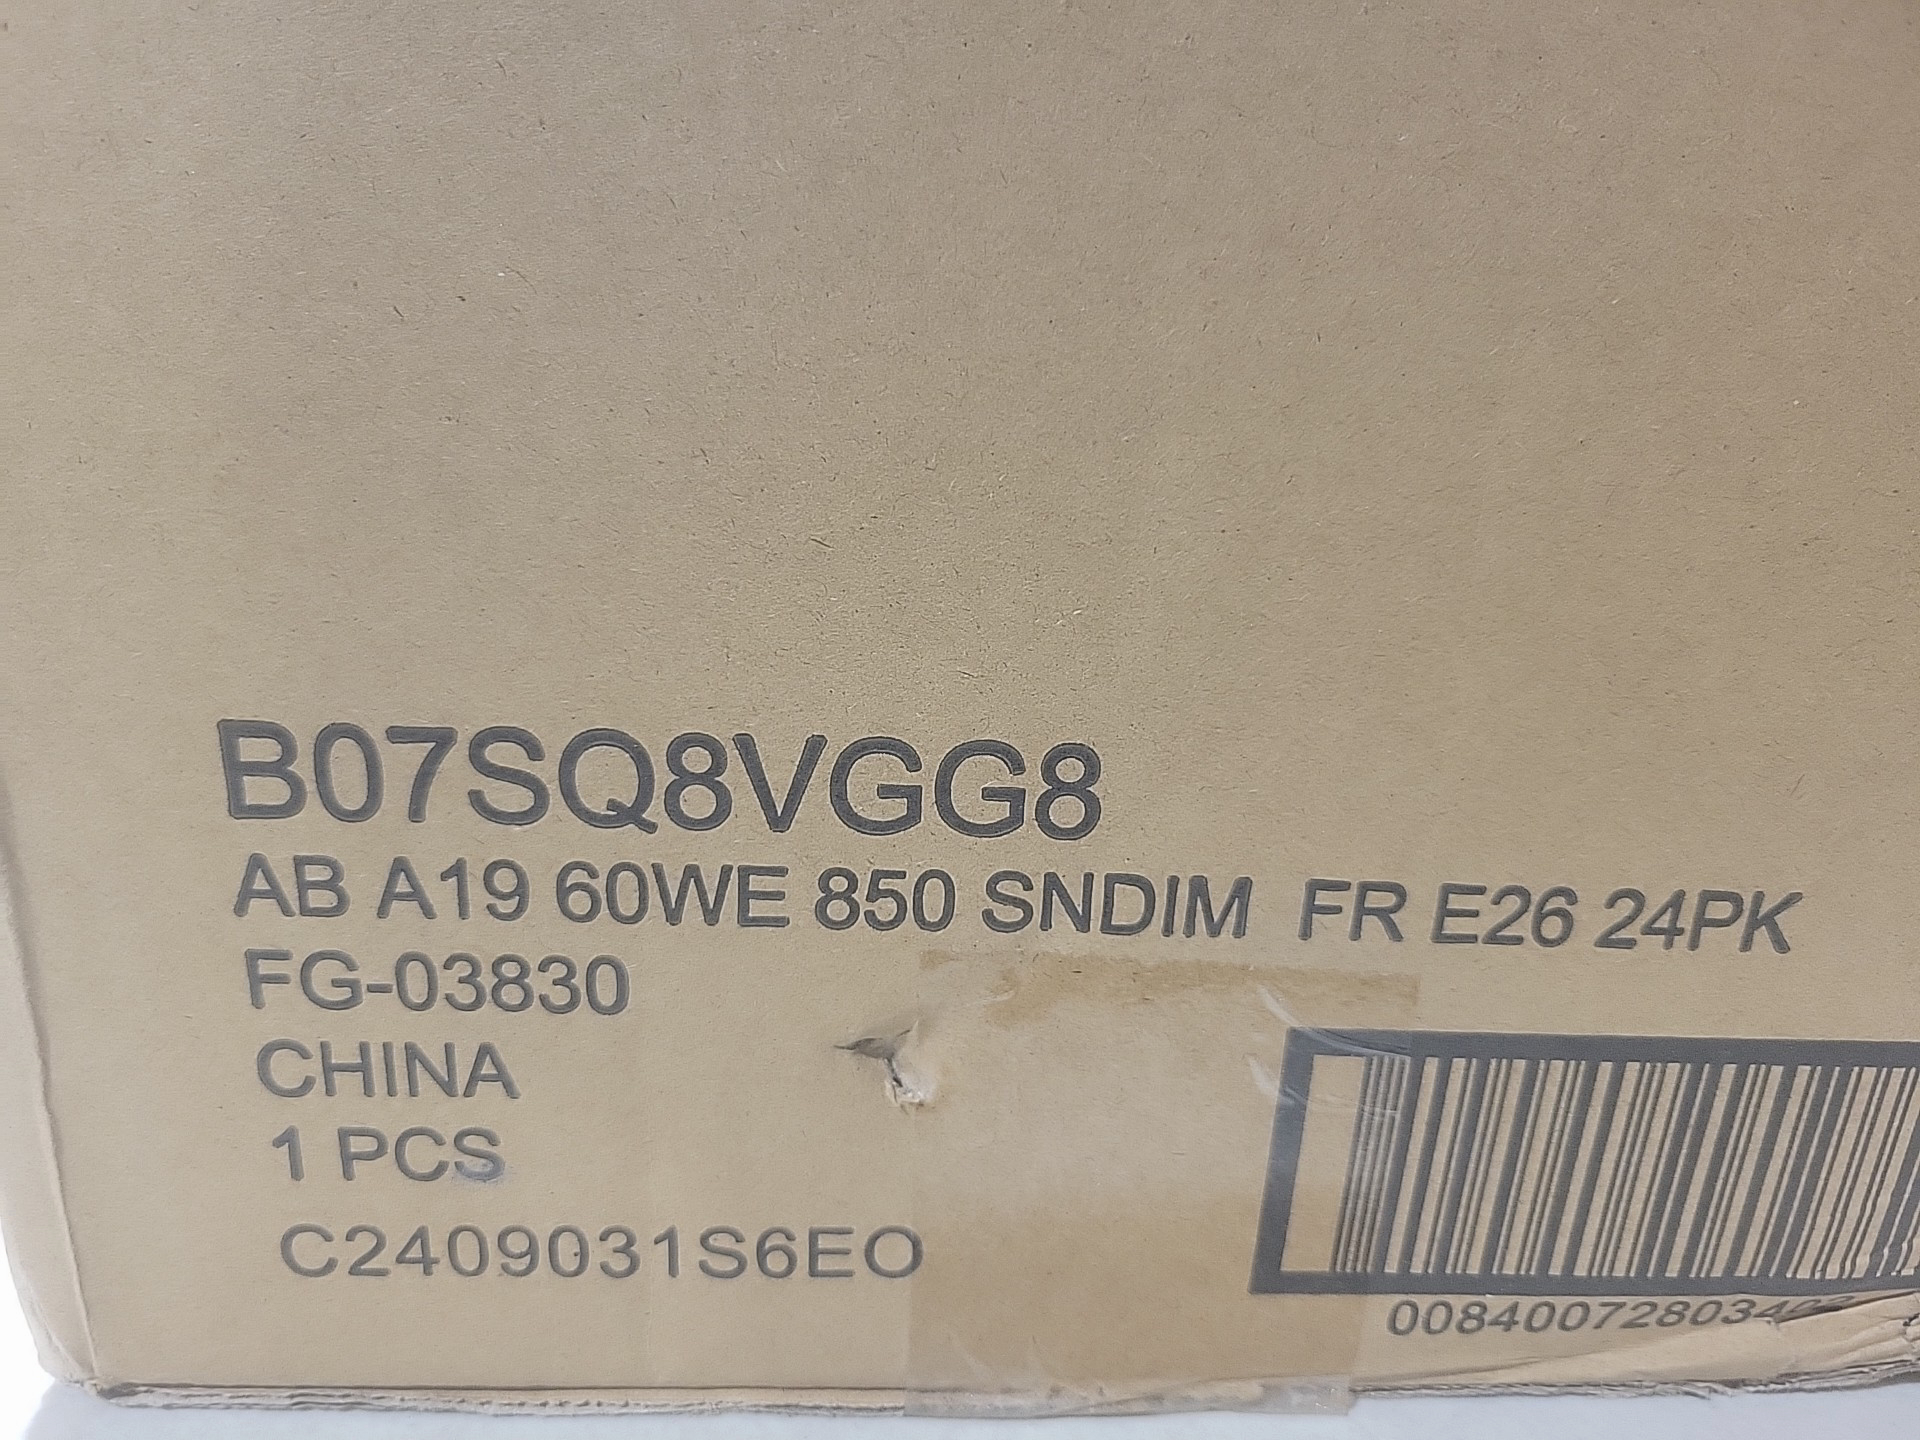 B07SQ8VGG8
AB A19 60WE 850 SNDIM FR E26 24PK
FG-03830
CHINA
1 PCS
C2409031S6EO